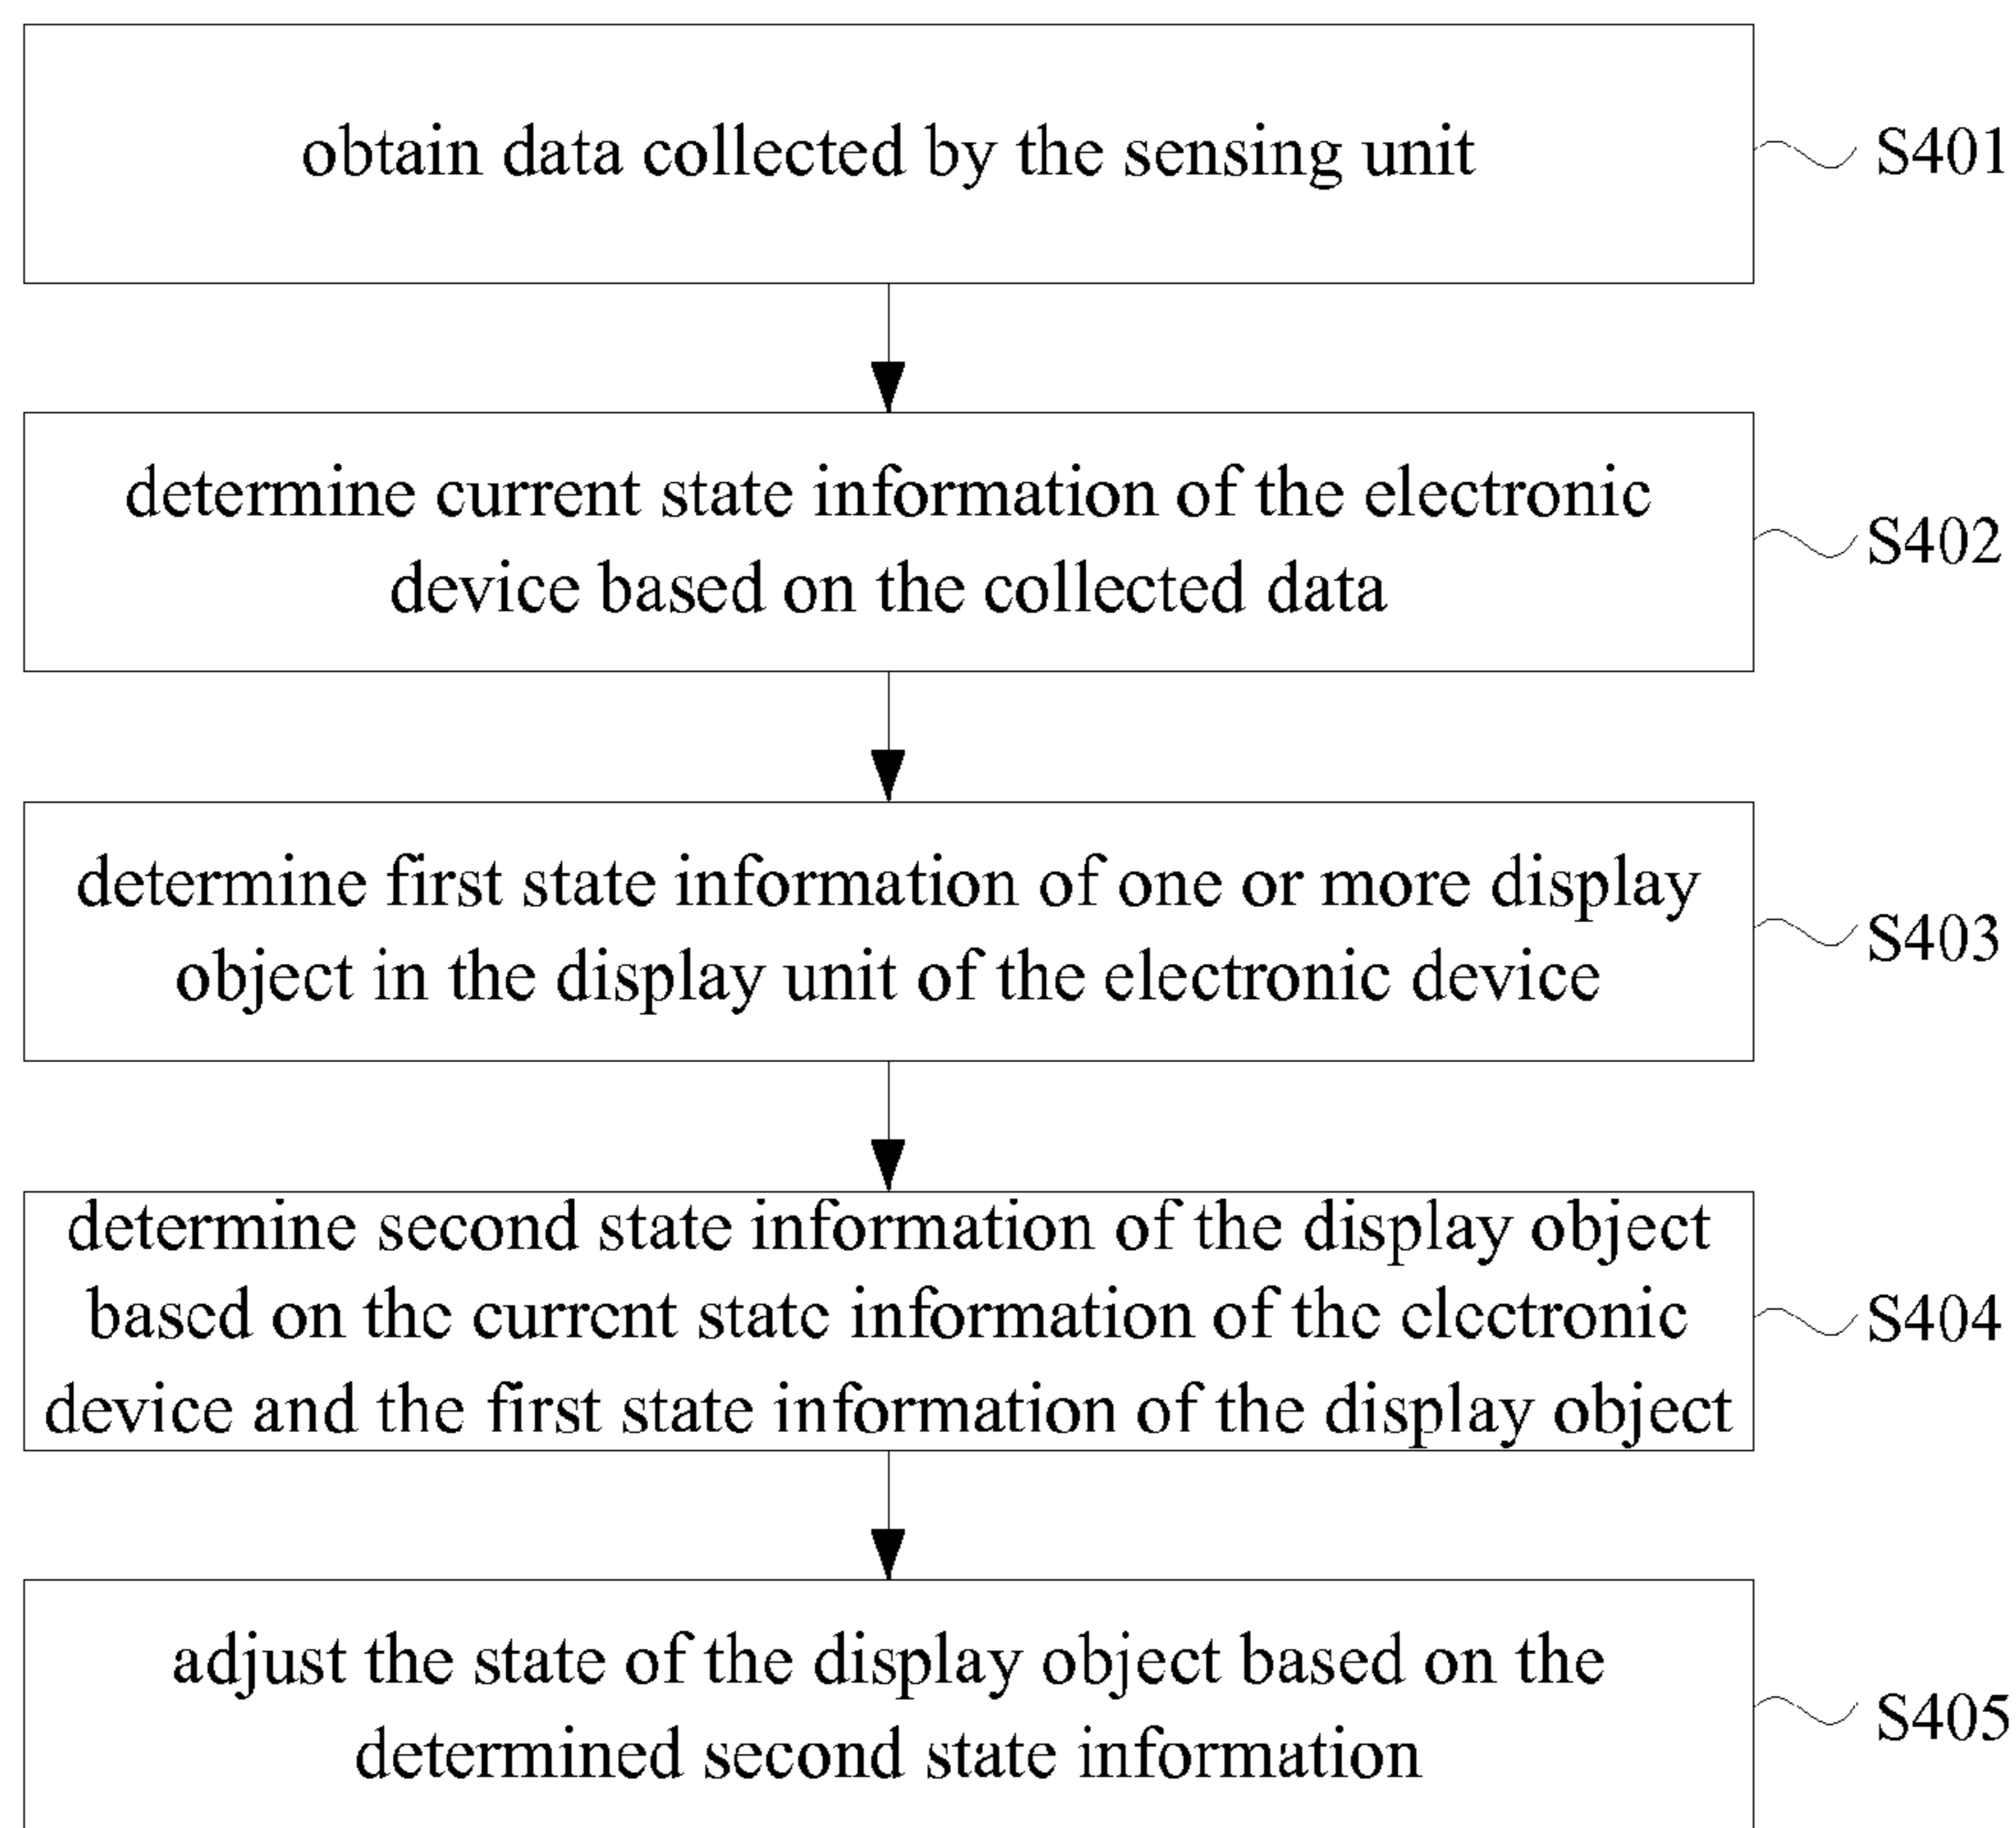 obtain data collected by the sensing unit
S401
determine current state information of the electronic
device based on the collected data
S402
determine first state information of one or more display
object in the display unit of the electronic device
S403
determine second state information of the display object
based on the current state information of the electronic
device and the first state information of the display object
S404
adjust the state of the display object based on the
determined second state information
S405